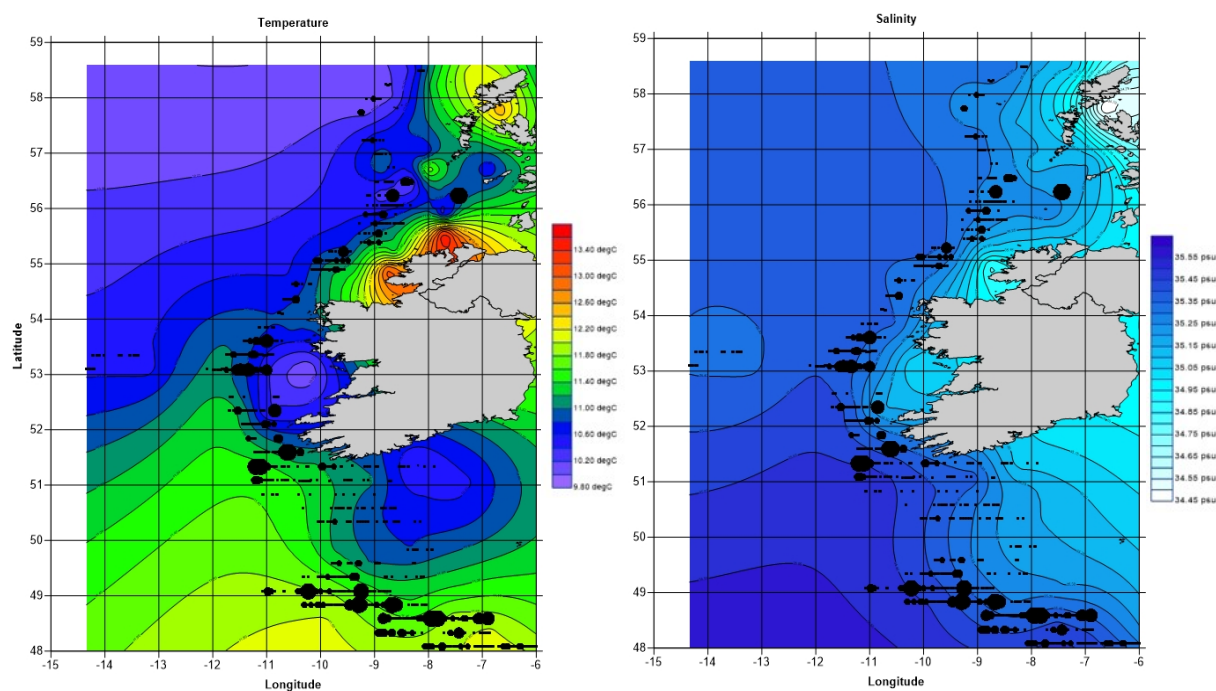 Temperature
59
58
57
56
55
54
53
52
51
50
49
48
-15
-14
-13
-12
-11
-10
-9
-8
-7
-6
Latitude
Longitude
13.40 degC
13.00 degC
12.60 degC
12.20 degC
11.80 degC
11.40 degC
11.00 degC
10.60 degC
10.20 degC
9.80 degC
Salinity
59
58
57
56
55
54
53
52
51
50
49
48
-15
-14
-13
-12
-11
-10
-9
-8
-7
-6
Longitude
35.55 psu
35.45 psu
35.35 psu
35.25 psu
35.15 psu
35.05 psu
34.95 psu
34.85 psu
34.75 psu
34.65 psu
34.55 psu
34.45 psu